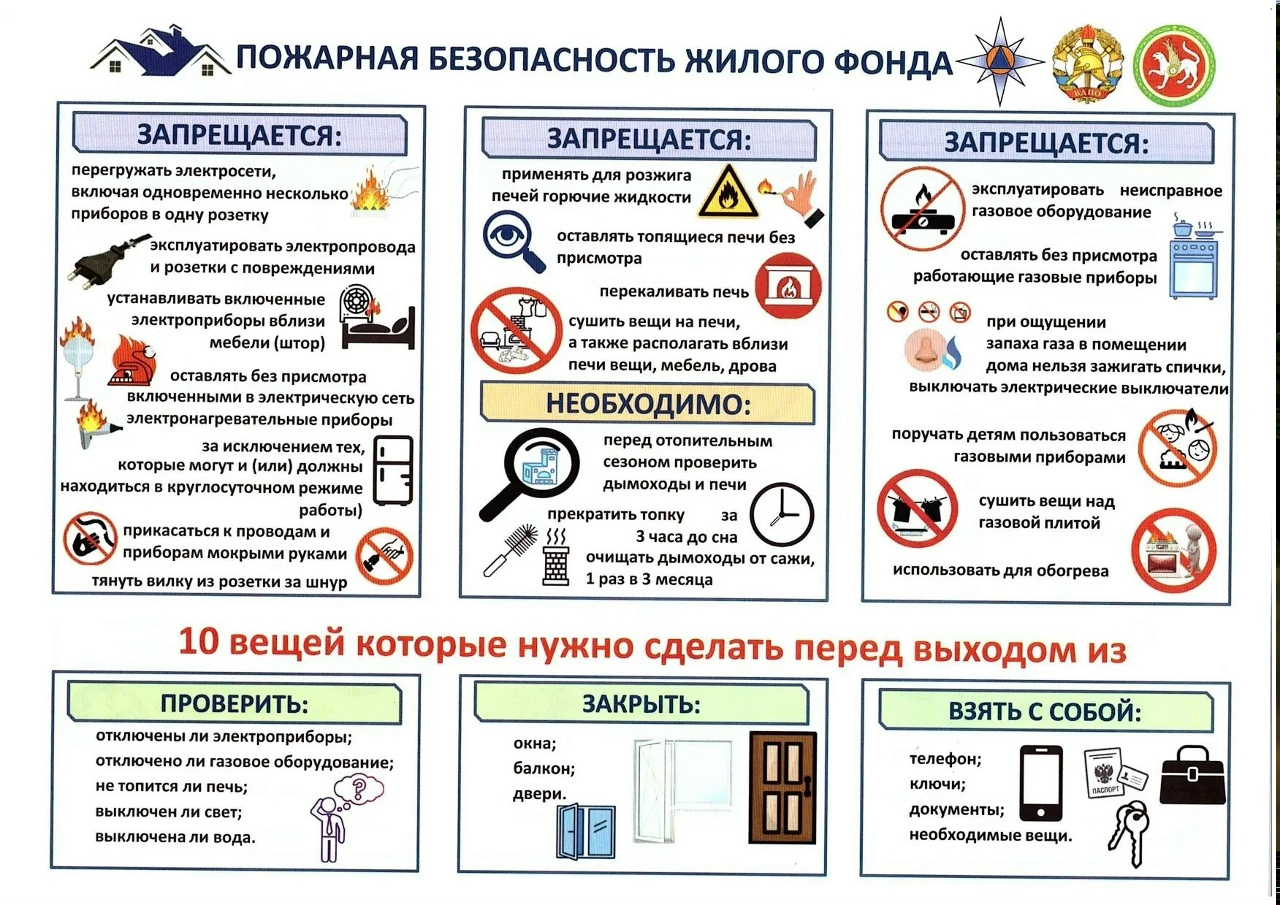 ПОЖАРНАЯ БЕЗОПАСНОСТЬ ЖИЛОГО ФОНДА
ВДПО
ЗАПРЕЩАЕТСЯ:
перегружать электросети,
включая одновременно несколько
приборов в одну розетку
эксплуатировать электропровода
и розетки с повреждениями
устанавливать включенные
электроприборы вблизи
мебели (штор)
оставлять без присмотра
включенными в электрическую сеть
электронагревательные приборы
за исключением тех,
которые могут и (или) должны
находиться в круглосуточном режиме
работы)
прикасаться к проводам и
приборам мокрыми руками
тянуть вилку из розетки за шнур
ЗАПРЕЩАЕТСЯ:
применять для розжига
печей горючие жидкости
оставлять топящиеся печи без
присмотра
перекаливать печь
сушить вещи на печи,
а также располагать вблизи
печи вещи, мебель, дрова
НЕОБХОДИМО:
перед отопительным
сезоном проверить
дымоходы и печи
прекратить топку за
3 часа до сна
очищать дымоходы от сажи,
1 раз в 3 месяца
ЗАПРЕЩАЕТСЯ:
эксплуатировать неисправное
газовое оборудование
оставлять без присмотра
работающие газовые приборы
при ощущении
запаха газа в помещении
дома нельзя зажигать спички,
выключать электрические выключатели
поручать детям пользоваться
газовыми приборами
сушить вещи над
газовой плитой
использовать для обогрева
10 вещей которые нужно сделать перед выходом из
ПРОВЕРИТЬ:
отключены ли электроприборы;
отключено ли газовое оборудование;
не топится ли печь;
выключен ли свет;
выключена ли вода.
?
ЗАКРЫТЬ:
окна;
балкон;
двери.
ВЗЯТЬ С СОБОЙ:
телефон;
ключи;
документы;
необходимые вещи.
ПАСПОРТ